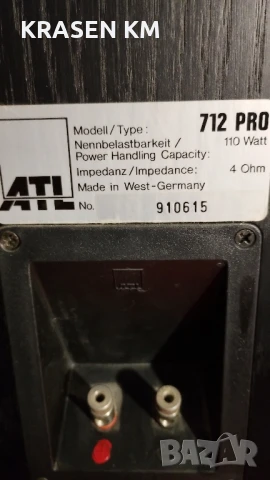 KRASEN KM
Modell/Type: 712 PRO
Nennbelastbarkeit / 110 Watt
Power Handling Capacity:
Impedanz/Impedance: 4 Ohm
Made in West-Germany
ATL
No. 910615
ATL
bazar